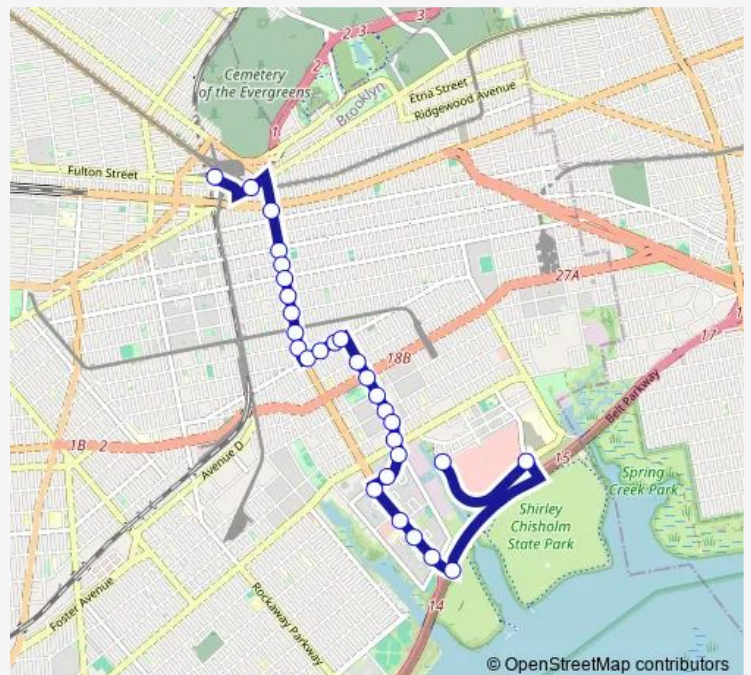 3
2 3
2
Cemetery
of the Evergreens
Brooklyn
Etna Street
Ridgewood Avenue
1
Fulton Street
27A
17
1
18B
Belt Parkway
1B 2
Avenue D
15
Spring
Creek Park
Shirley
Chisholm
State Park
Foster Avenue
Rockaway Parkway
14
© OpenStreetMap contributors